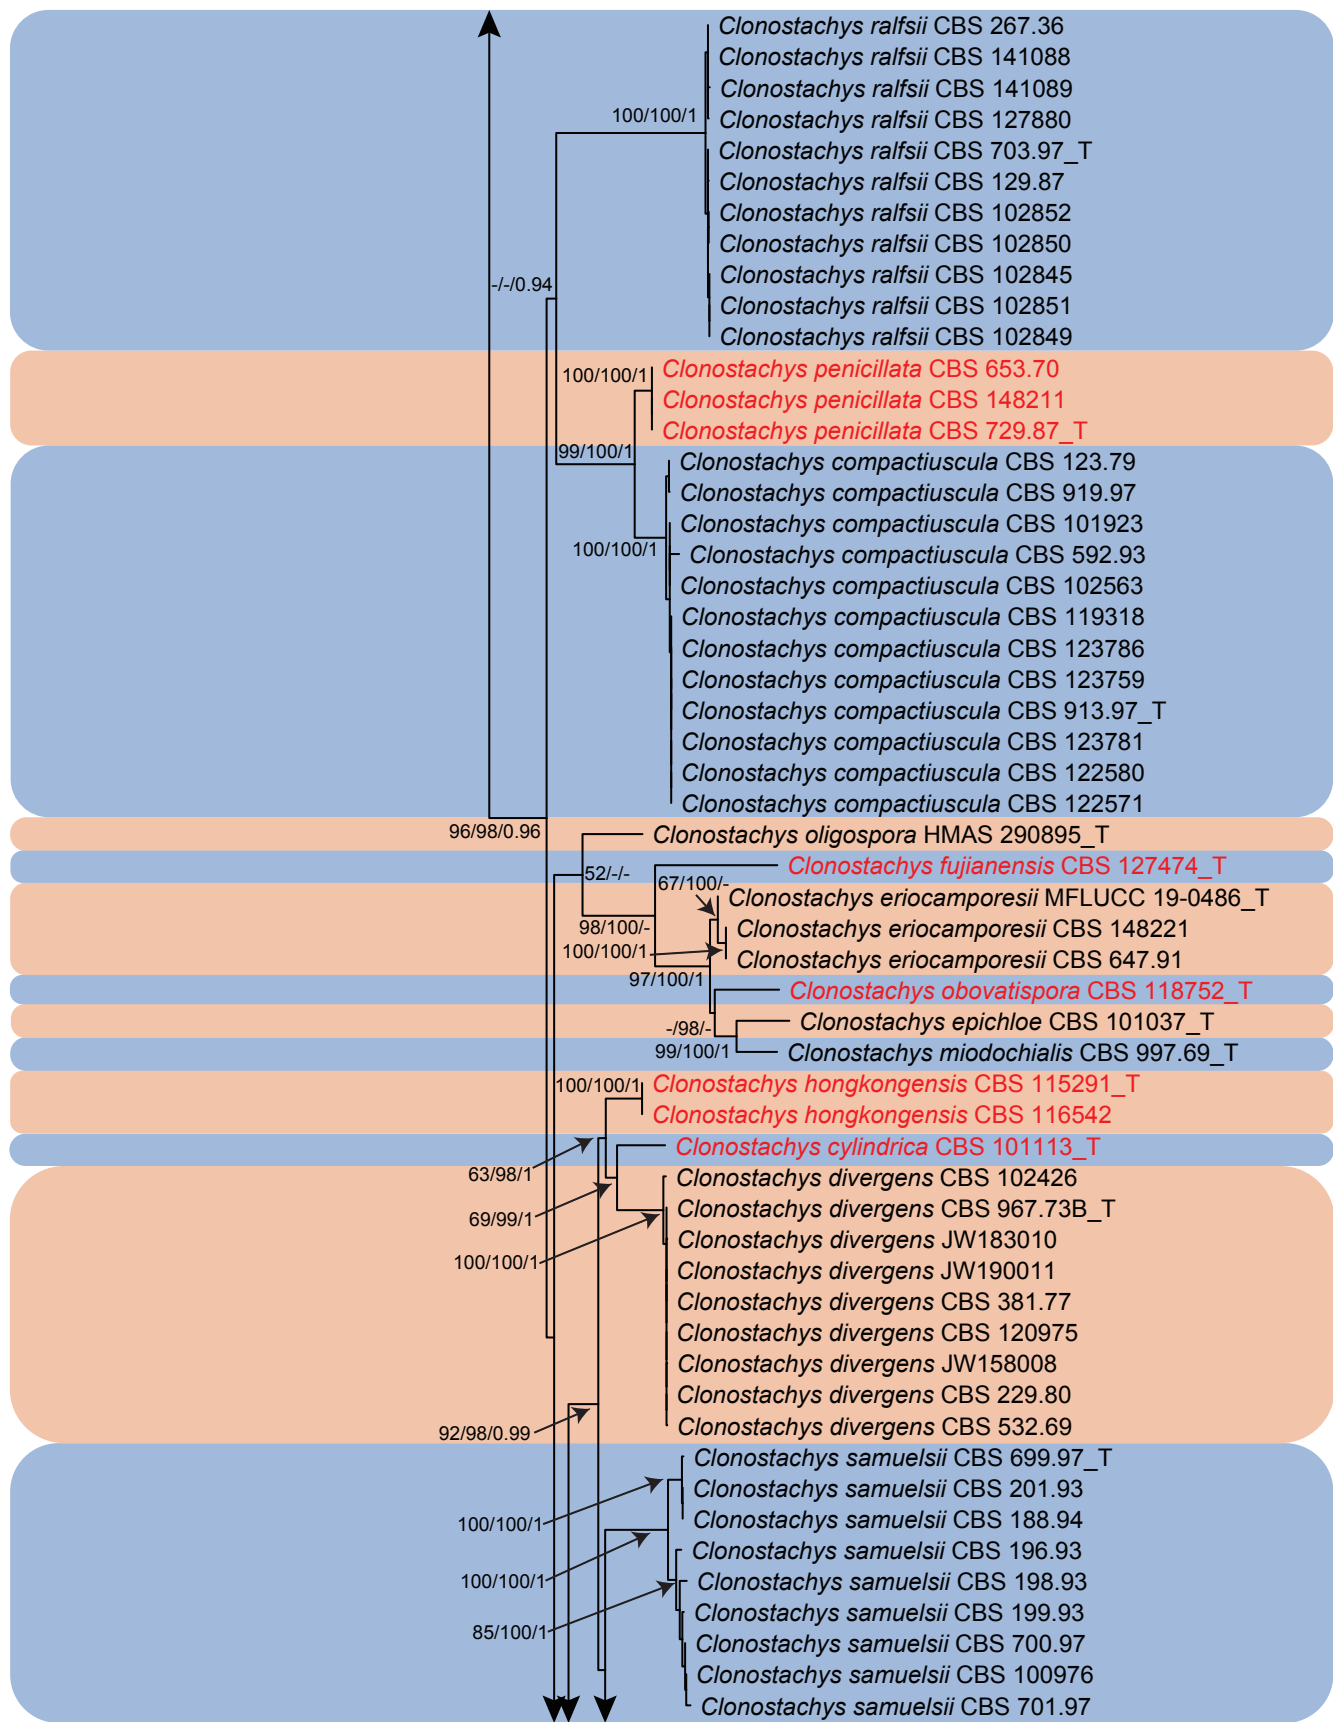 Clonostachys ralfsii CBS 267.36
Clonostachys ralfsii CBS 141088
Clonostachys ralfsii CBS 141089
100/100/1
Clonostachys ralfsii CBS 127880
Clonostachys ralfsii CBS 703.97_T
Clonostachys ralfsii CBS 129.87
Clonostachys ralfsii CBS 102852
Clonostachys ralfsii CBS 102850
Clonostachys ralfsii CBS 102845
-/-/0.94
Clonostachys ralfsii CBS 102851
Clonostachys ralfsii CBS 102849
100/100/1
Clonostachys penicillata CBS 653.70
Clonostachys penicillata CBS 148211
Clonostachys penicillata CBS 729.87_T
99/100/1
Clonostachys compactiuscula CBS 123.79
Clonostachys compactiuscula CBS 919.97
Clonostachys compactiuscula CBS 101923
100/100/1
Clonostachys compactiuscula CBS 592.93
Clonostachys compactiuscula CBS 102563
Clonostachys compactiuscula CBS 119318
Clonostachys compactiuscula CBS 123786
Clonostachys compactiuscula CBS 123759
Clonostachys compactiuscula CBS 913.97_T
Clonostachys compactiuscula CBS 123781
Clonostachys compactiuscula CBS 122580
Clonostachys compactiuscula CBS 122571
96/98/0.96
Clonostachys oligospora HMAS 290895_T
52/-/-
Clonostachys fujianensis CBS 127474_T
67/100/-
Clonostachys eriocamporesii MFLUCC 19-0486_T
98/100/-
Clonostachys eriocamporesii CBS 148221
100/100/1
Clonostachys eriocamporesii CBS 647.91
97/100/1
Clonostachys obovatispora CBS 118752_T
-/98/-
Clonostachys epichloe CBS 101037_T
99/100/1
Clonostachys miodochialis CBS 997.69_T
100/100/1
Clonostachys hongkongensis CBS 115291_T
Clonostachys hongkongensis CBS 116542
Clonostachys cylindrica CBS 101113_T
63/98/1
Clonostachys divergens CBS 102426
69/99/1
Clonostachys divergens CBS 967.73B_T
Clonostachys divergens JW183010
100/100/1
Clonostachys divergens JW190011
Clonostachys divergens CBS 381.77
Clonostachys divergens CBS 120975
Clonostachys divergens JW158008
Clonostachys divergens CBS 229.80
92/98/0.99
Clonostachys divergens CBS 532.69
Clonostachys samuelsii CBS 699.97_T
Clonostachys samuelsii CBS 201.93
100/100/1
Clonostachys samuelsii CBS 188.94
Clonostachys samuelsii CBS 196.93
100/100/1
Clonostachys samuelsii CBS 198.93
Clonostachys samuelsii CBS 199.93
85/100/1
Clonostachys samuelsii CBS 700.97
Clonostachys samuelsii CBS 100976
Clonostachys samuelsii CBS 701.97